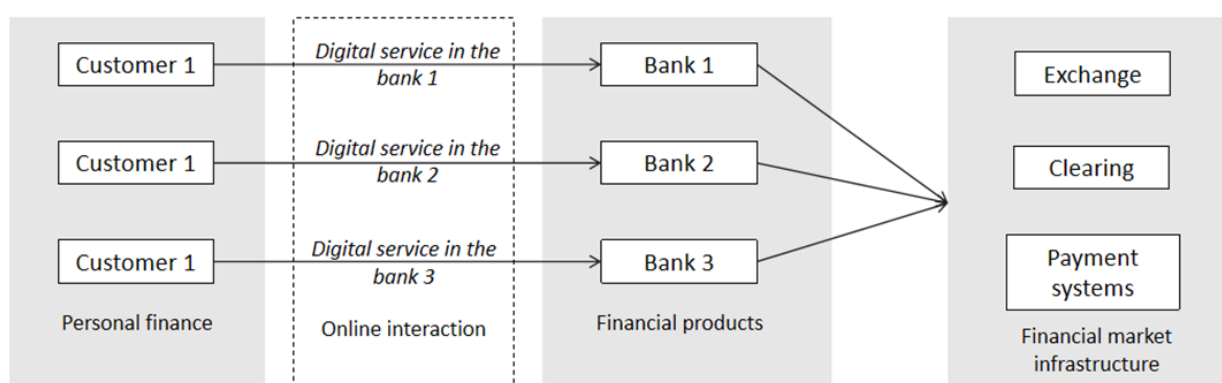 Customer 1
Digital service in the
bank 1
Bank 1
Exchange
Customer 1
Digital service in the
bank 2
Bank 2
Clearing
Customer 1
Digital service in the
bank 3
Bank 3
Payment
systems
Personal finance
Online interaction
Financial products
Financial market
infrastructure